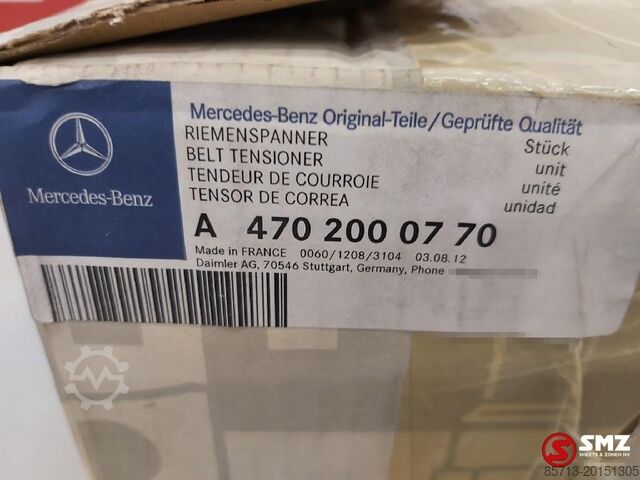 Mercedes-Benz
Mercedes-Benz Original-Teile/Geprüfte Qualität
RIEMENSPANNER
BELT TENSIONER
TENDEUR DE COURROIE
TENSOR DE CORREA
Stück
unit
unité
unidad
A 470 200 07 70
Made in FRANCE 0060/1208/3104 03.08.12
Daimler AG, 70546 Stuttgart, Germany, Phone
SMZ
SMEETS & ZONEN NV
85713-20151305